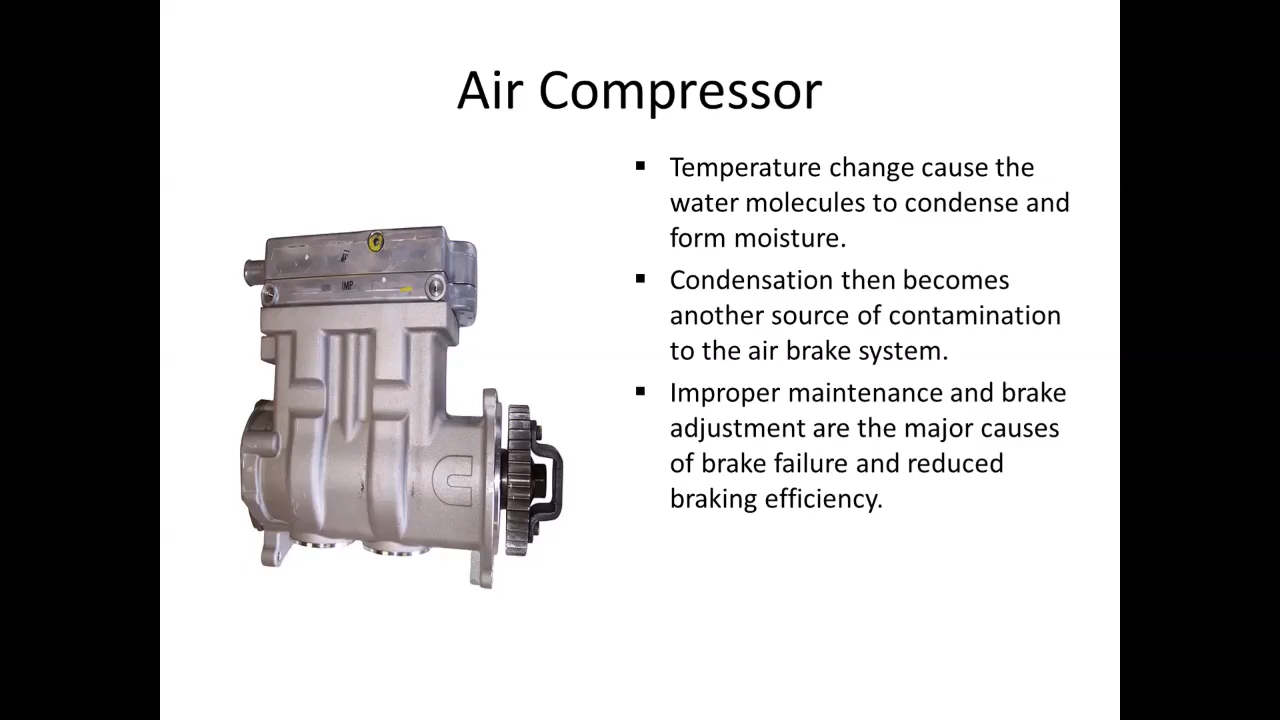 Air Compressor
▪ Temperature change cause the
water molecules to condense and
form moisture.
▪ Condensation then becomes
another source of contamination
to the air brake system.
▪ Improper maintenance and brake
adjustment are the major causes
of brake failure and reduced
braking efficiency.
IMP